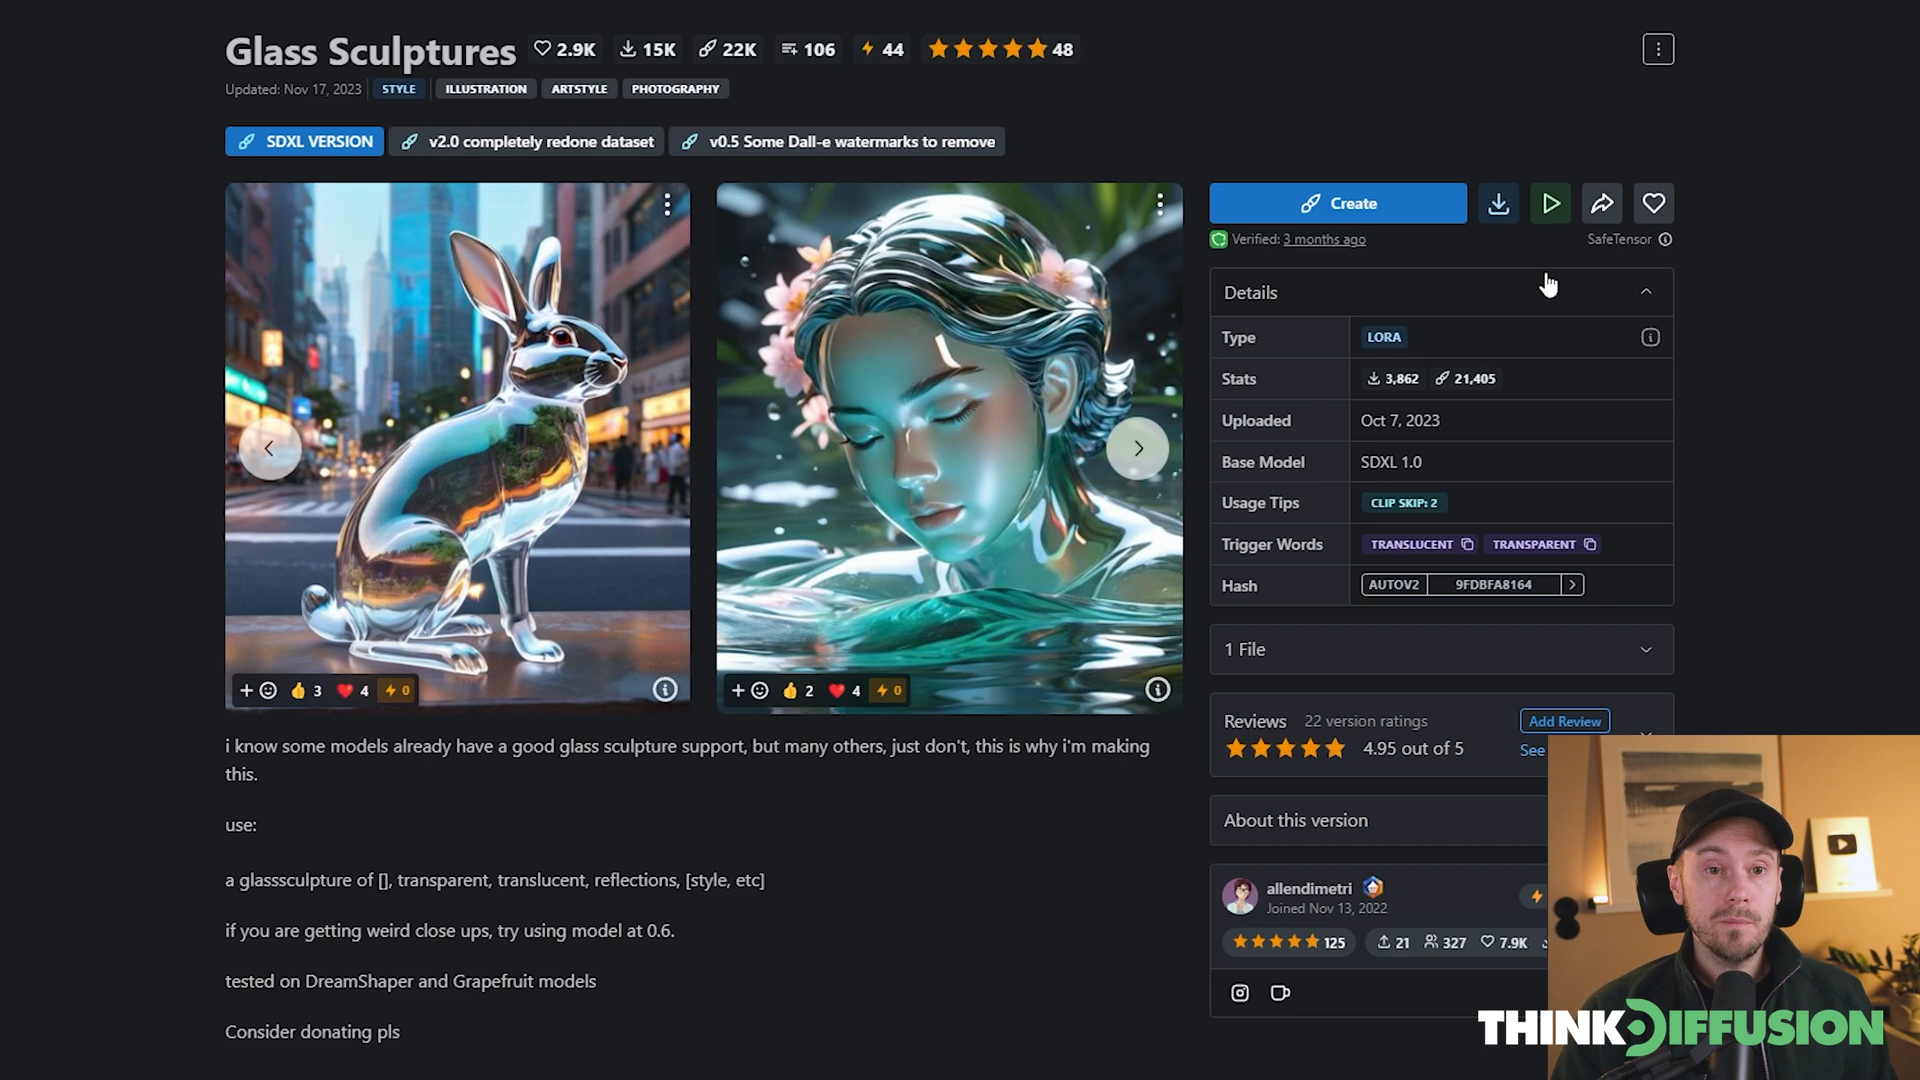 Glass Sculptures 2.9K 15K 22K 106 44 48
Updated: Nov 17, 2023 STYLE ILLUSTRATION ARTSTYLE PHOTOGRAPHY
SDXL VERSION v2.0 completely redone dataset v0.5 Some Dall-e watermarks to remove
Create
Verified: 3 months ago SafeTensor
Details
Type LORA
Stats 3,862 21,405
Uploaded Oct 7, 2023
Base Model SDXL 1.0
Usage Tips CLIP SKIP: 2
Trigger Words TRANSLUCENT TRANSPARENT
Hash AUTOV2 9FDBFA8164
1 File
Reviews 22 version ratings Add Review
4.95 out of 5 See
About this version
allendimetri
Joined Nov 13, 2022
125 21 327 7.9K
3 4 0
2 4 0
i know some models already have a good glass sculpture support, but many others, just don't, this is why i'm making
this.
use:
a glasssculpture of [], transparent, translucent, reflections, [style, etc]
if you are getting weird close ups, try using model at 0.6.
tested on DreamShaper and Grapefruit models
Consider donating pls
THINKDIFFUSION